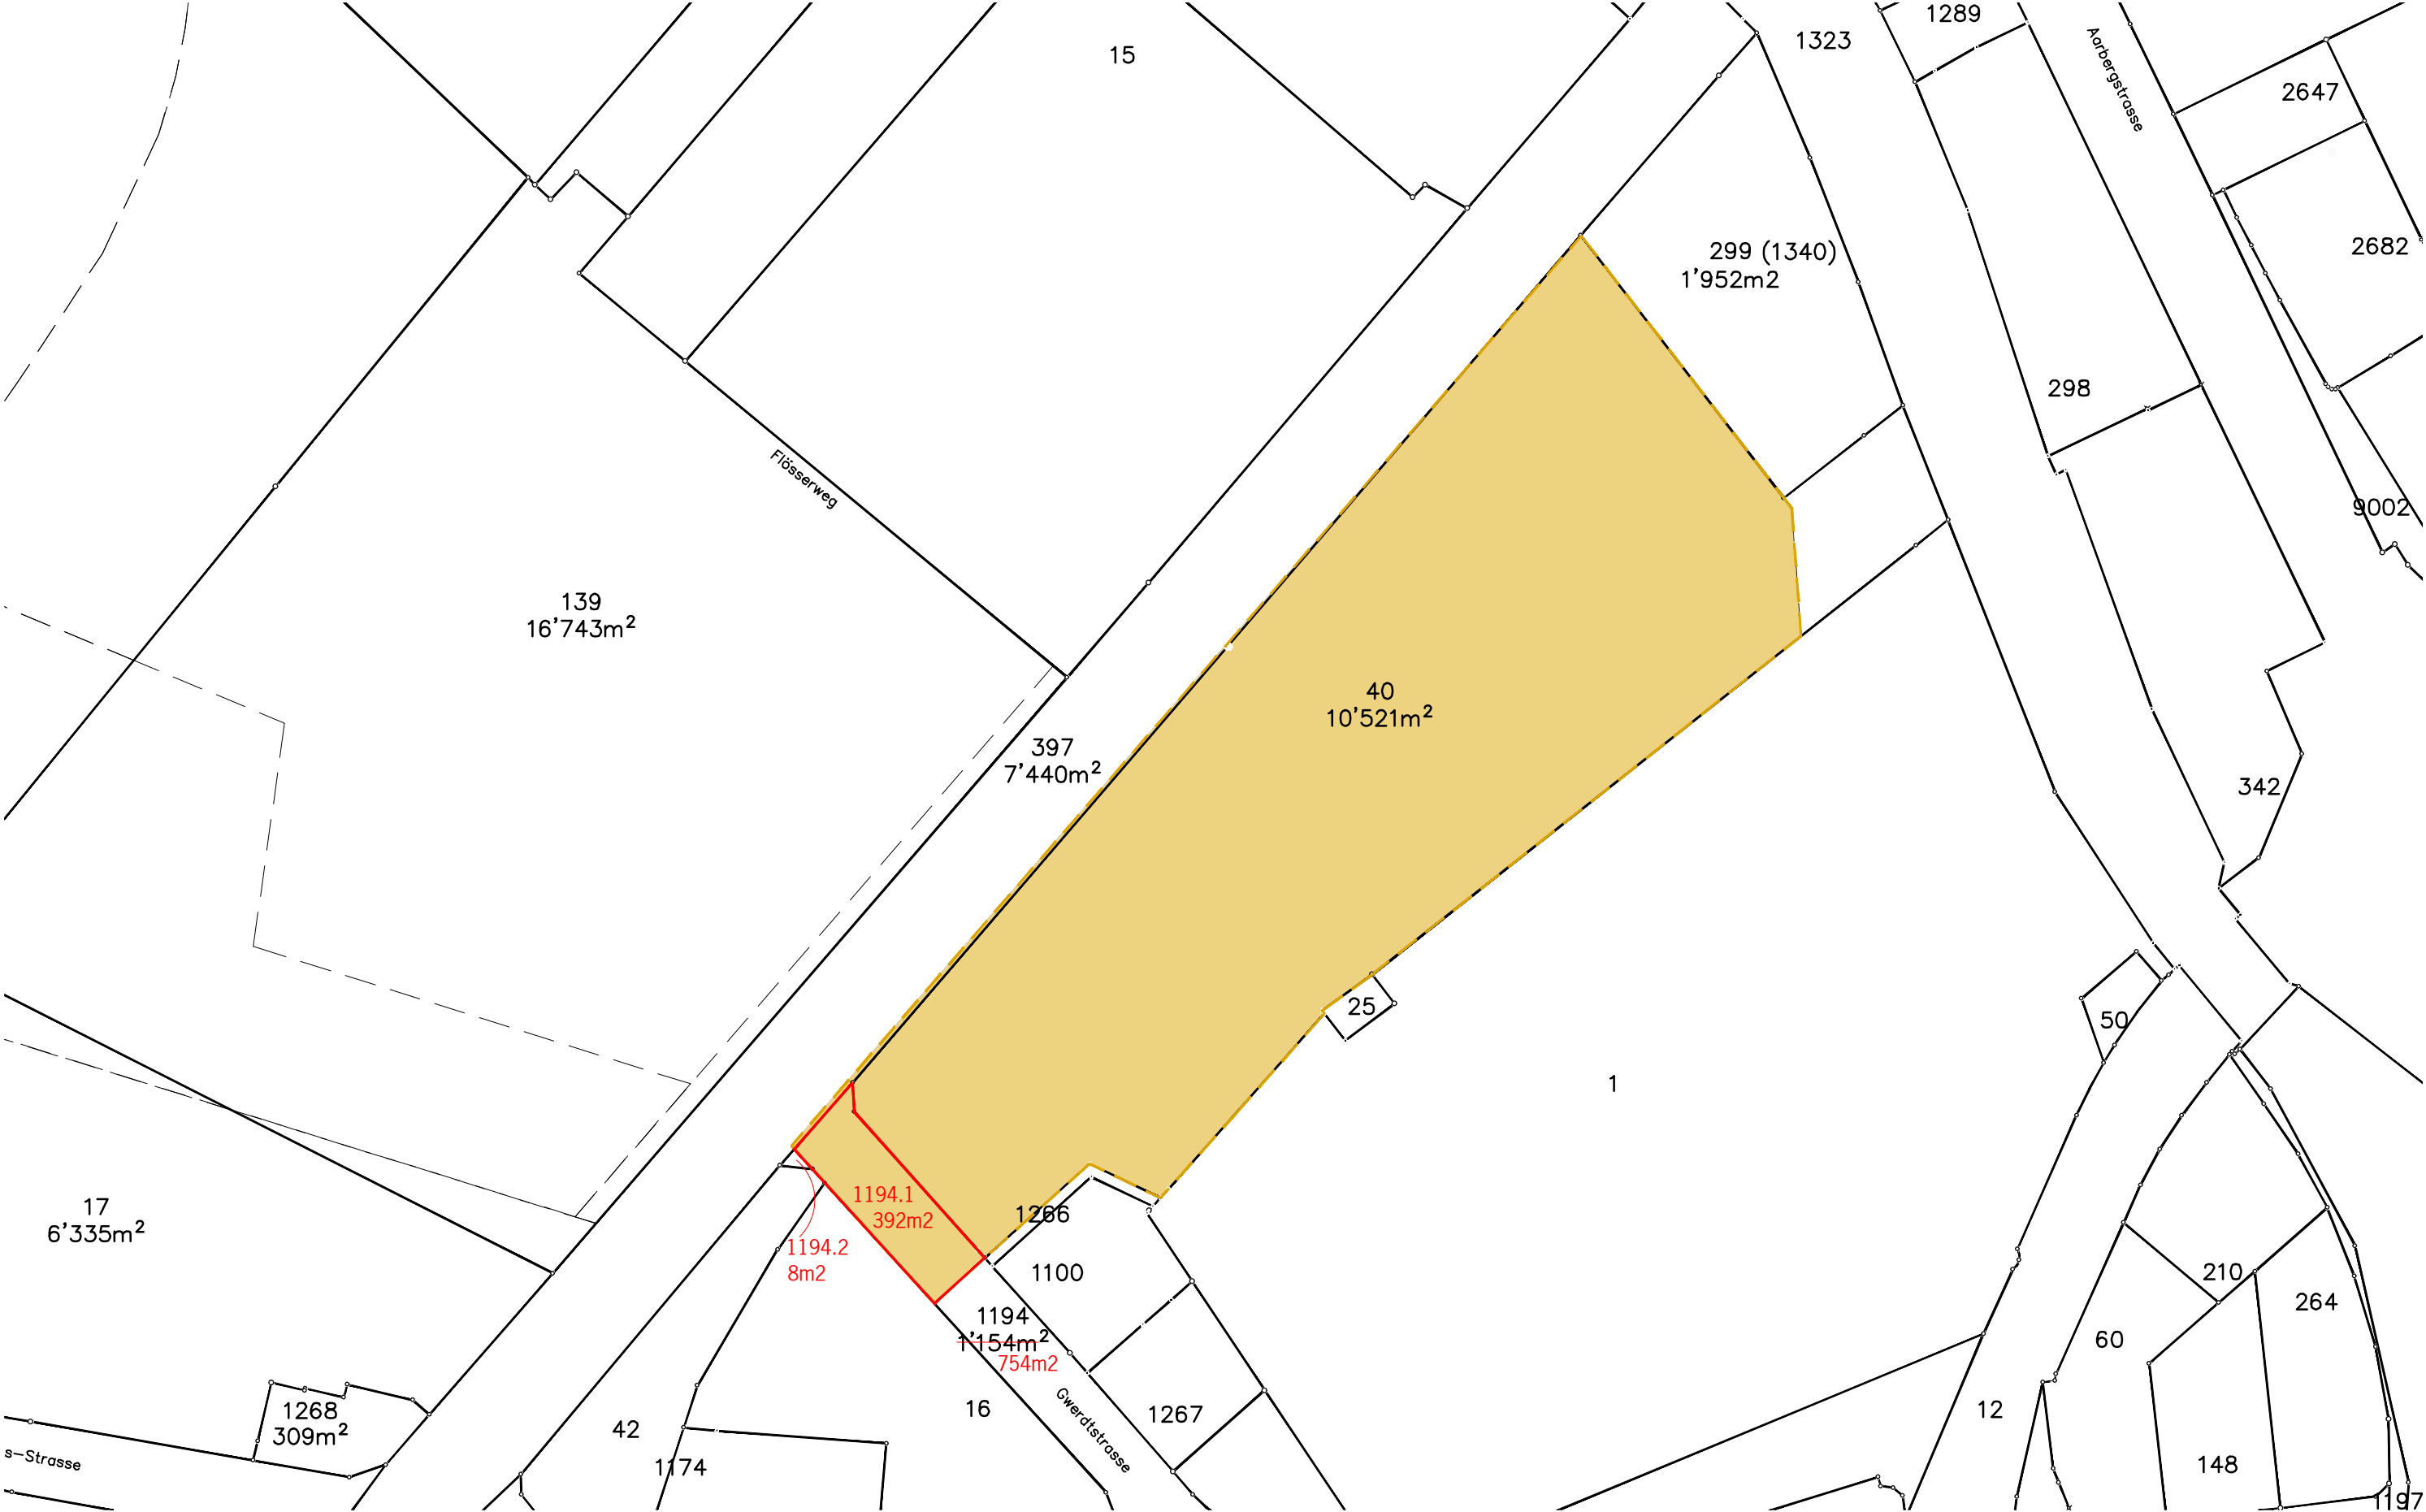 1289
15
1323
Aarbergstrasse
2647
299 (1340)
1'952m2
2682
298
Flösserweg
9002
139
16'743m²
40
10'521m²
397
7'440m²
342
25
50
1
17
6'335m²
1194.1
392m2
1266
1194.2
8m2
1100
210
264
1194
1'154m²
754m2
60
1268
309m²
42
16
Gwerdtstrasse
1267
12
s-Strasse
1174
148
1197